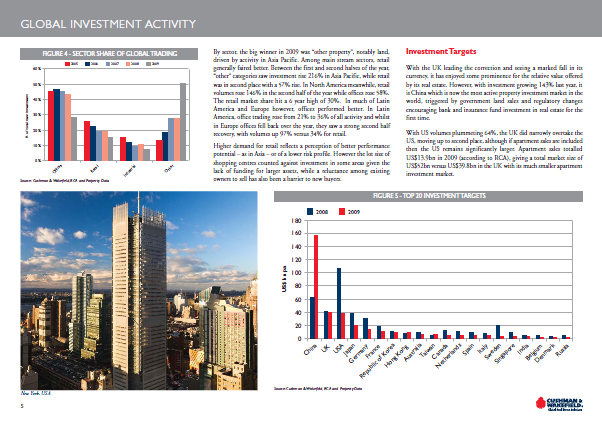 GLOBAL INVESTMENT ACTIVITY
FIGURE 4 - SECTOR SHARE OF GLOBAL TRADING
2005 2006 2007 2008 2009
60%
50%
40%
30%
20%
10%
0%
Office
Retail
Other
Source: Cushman & Wakefield, RCA and Property Data
By sector, the big winner in 2009 was "other property", notably land,
driven by activity in Asia Pacific. Among main stream sectors, retail
generally faired better. Between the first and second halves of the year,
"other" categories saw investment rise 216% in Asia Pacific, while retail
was in second place with a 57% rise. In North America meanwhile, retail
volumes rose 146% in the second half of the year while offices rose 58%.
The retail market share hit a 6 year high of 30%. In much of Latin
America and Europe however, offices performed better. In Latin
America, office trading rose from 21% to 36% of all activity and whilst
in Europe offices fell back over the year, they saw a strong second half
recovery, with volumes up 97% versus 34% for retail.
Higher demand for retail reflects a perception of better performance
potential – as in Asia – or of a lower risk profile. However the lot size of
shopping centres counted against investment in some areas given the
lack of funding for larger assets, while a reluctance among existing
owners to sell has also been a barrier to new buyers.
Investment Targets
With the UK leading the correction and seeing a marked fall in its
currency, it has enjoyed some prominence for the relative value offered
by its real estate. However, with investment growing 143% last year, it
is China which is now the most active property investment market in the
world, triggered by government land sales and regulatory changes
encouraging bank and insurance fund investment in real estate for the
first time.
With US volumes plummeting 64%, the UK did narrowly overtake the
US, moving up to second place, although if apartment sales are included
then the US remains significantly larger. Apartment sales totalled
US$13.9bn in 2009 (according to RCA), giving a total market size of
US$52bn versus US$39.8bn in the UK with its much smaller apartment
investment market.
FIGURE 5 - TOP 20 INVESTMENT TARGETS
2008 2009
US$ bn pa
180
160
140
120
100
80
60
40
20
0
China
UK
USA
Japan
Germany
France
Republic of Korea
Hong Kong
Australia
Taiwan
Canada
Netherlands
Spain
Italy
Sweden
Singapore
India
Belgium
Denmark
Russia
Source: Cushman & Wakefield, RCA and Property Data
New York, USA
5
CUSHMAN &
WAKEFIELD.